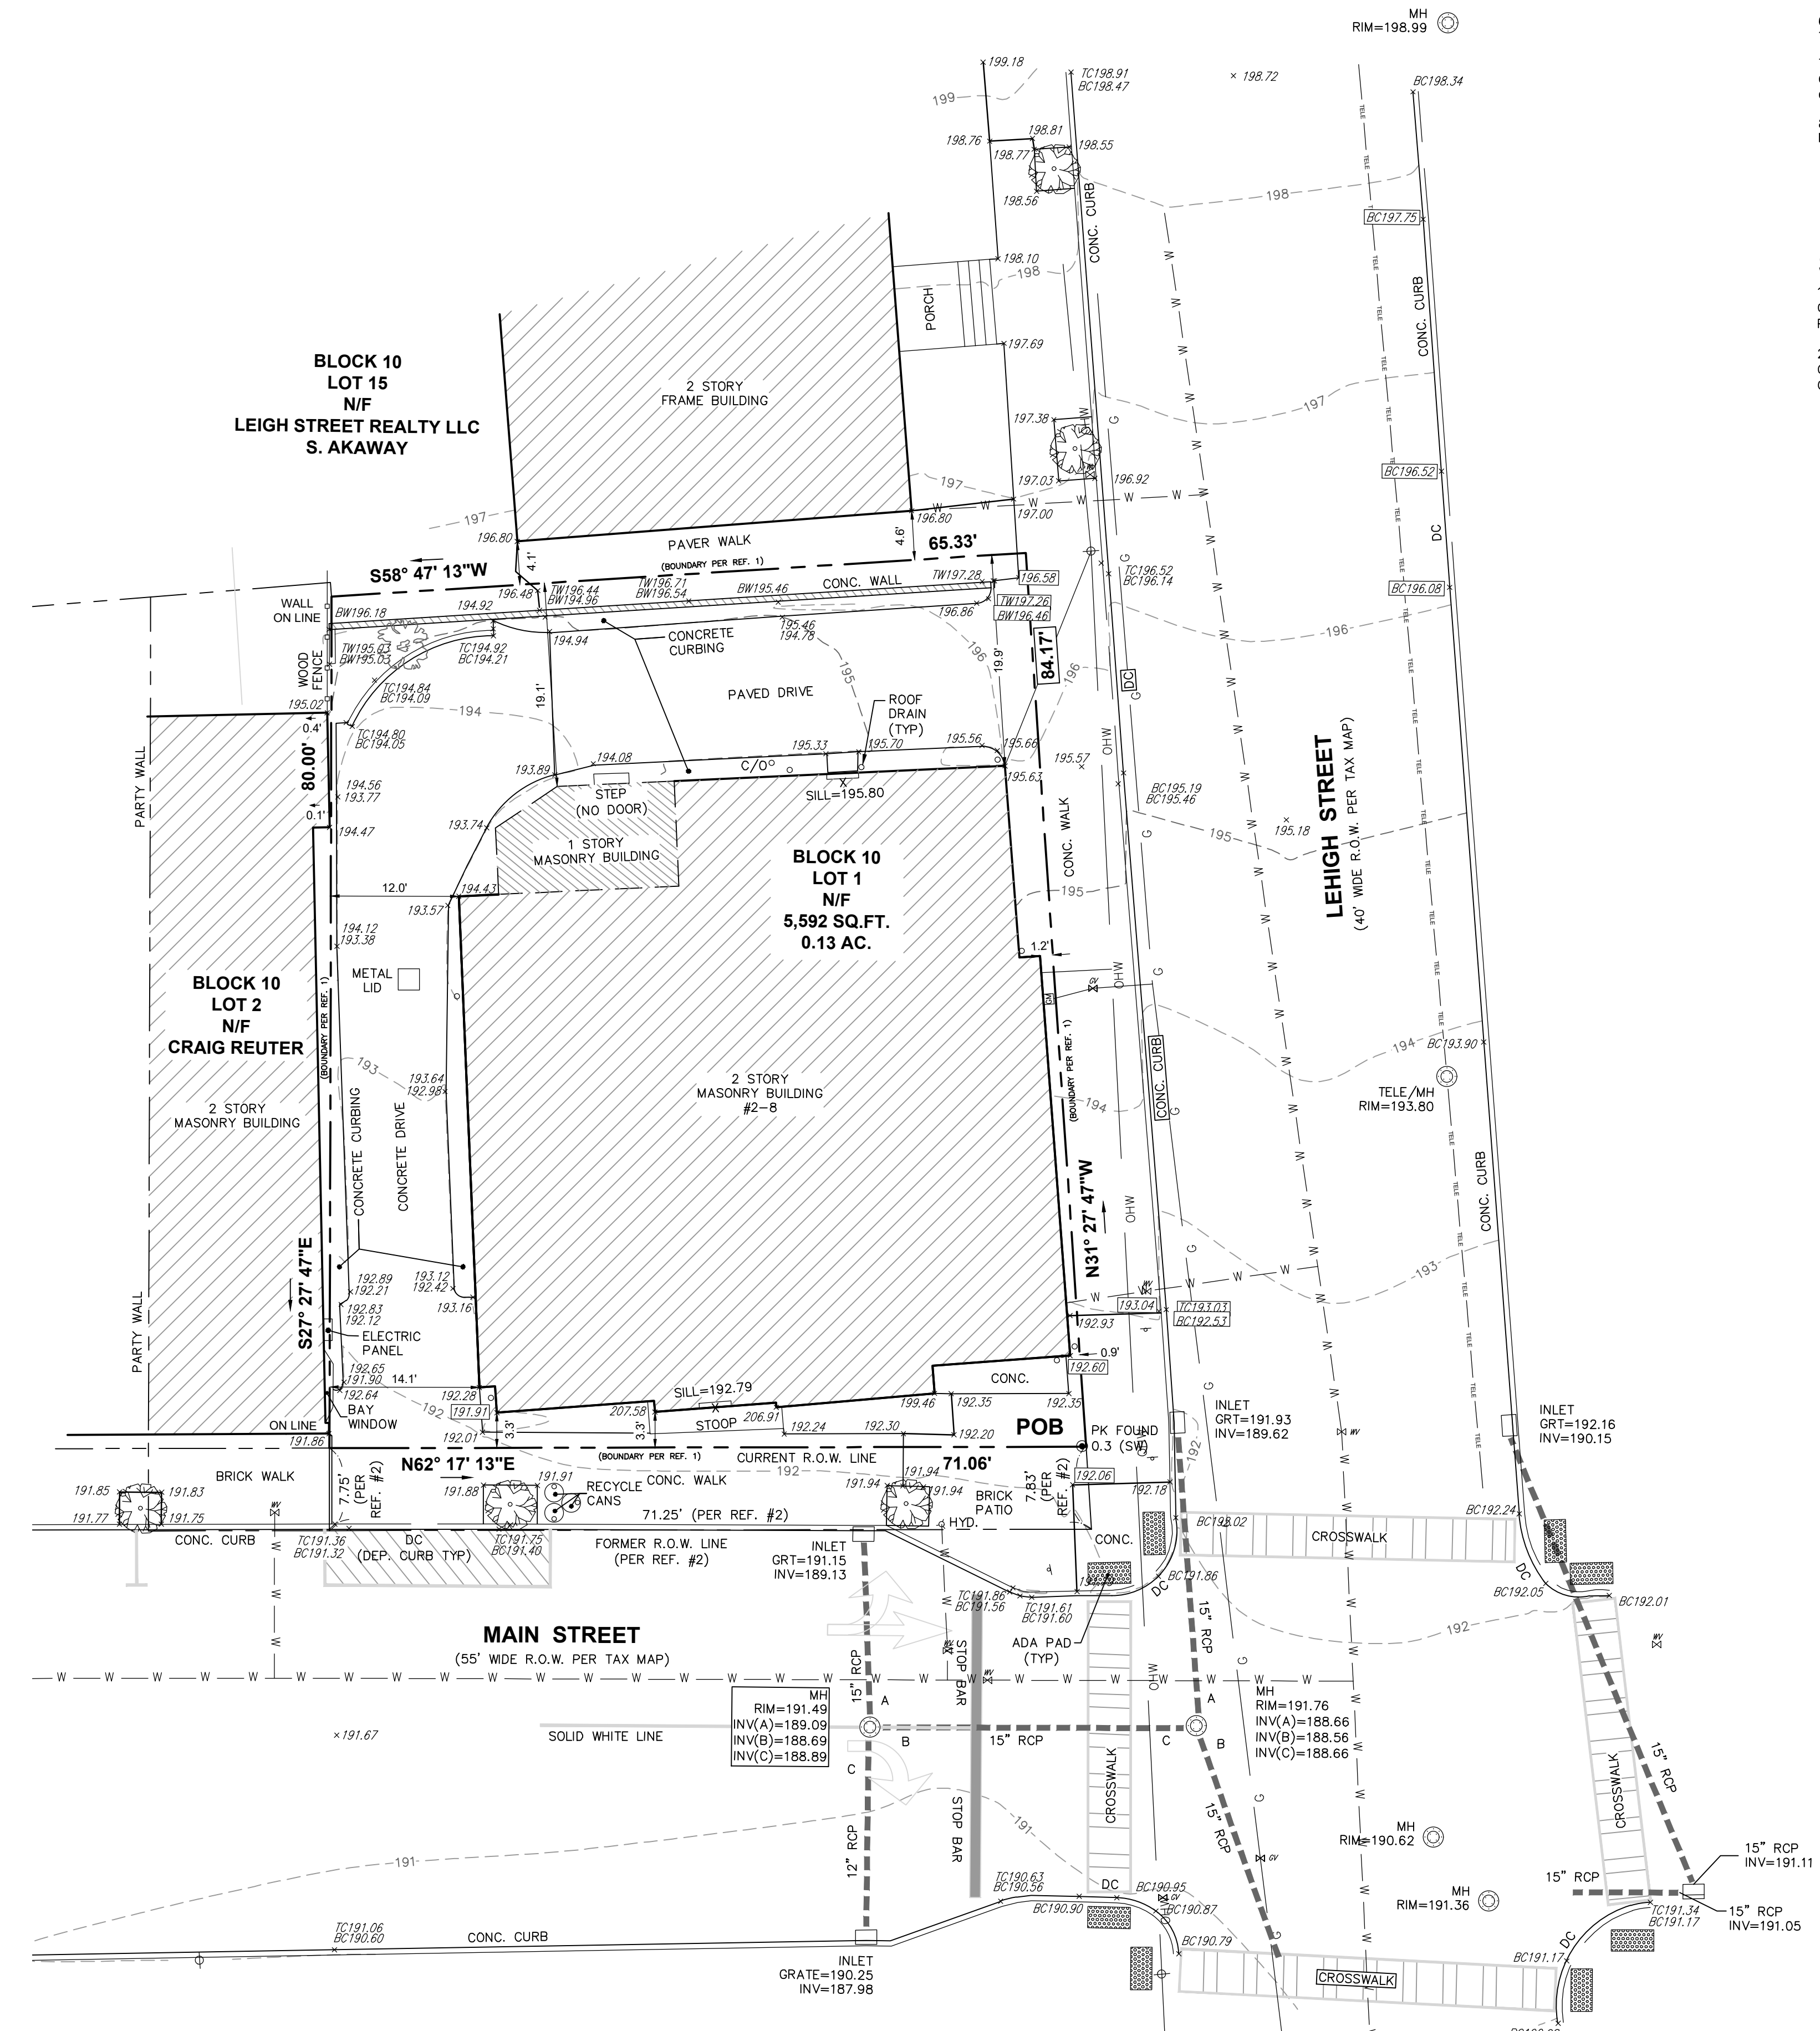 MH
RIM=198.99
199.18
TC198.91
BC198.47
198.72
BC198.34
199
198.76
198.81
198.77
198.55
198.56
CONC. CURB
198
BC197.75
198.10
198
PORCH
197.69
CONC. CURB
BLOCK 10
LOT 15
N/F
LEIGH STREET REALTY LLC
S. AKAWAY
2 STORY
FRAME BUILDING
197.38
197
197.03
196.92
BC196.52
197
197
196.80
196.80
197.00
DC
PAVER WALK
(BOUNDARY PER REF. 1)
4.6'
65.33'
4.1'
S58° 47' 13"W
CONC. WALL
TW197.28
196.58
TC196.52
BC196.14
BC196.08
WALL
ON LINE
BW196.18
194.92
196.48
TW196.44
BW194.96
TW196.71
BW196.54
BW195.46
196.86
TW197.26
BW196.46
196
TW195.03
BW195.03
TC194.92
BC194.21
194.94
195.46
194.78
CONCRETE
CURBING
WOOD
FENCE
TC194.84
BC194.09
19.1'
PAVED DRIVE
195
196
19.9'
84.17'
196
DC
195.02
0.4'
194
ROOF
DRAIN
(TYP)
TC194.80
BC194.05
80.00'
PARTY WALL
194.56
193.77
0.1'
194.47
193.89
194.08
C/O
195.33
195.70
195.56
195.66
195.63
195.57
OHW
STEP
(NO DOOR)
SILL=195.80
193.74
1 STORY
MASONRY BUILDING
BC195.19
BC195.46
195
195.18
CONC. WALK
LEHIGH STREET
(40' WIDE R.O.W. PER TAX MAP)
BLOCK 10
LOT 1
N/F
5,592 SQ.FT.
0.13 AC.
12.0'
194.43
193.57
195
194.12
193.38
1.2'
METAL
LID
BLOCK 10
LOT 2
N/F
CRAIG REUTER
(BOUNDARY PER REF. 1)
OHW
GV
GM
(BOUNDARY PER REF. 1)
CONC. CURB
194
BC193.90
193
193.64
192.98
2 STORY
MASONRY BUILDING
#2-8
194
TELE/MH
RIM=193.80
2 STORY
MASONRY BUILDING
CONCRETE CURBING
CONCRETE DRIVE
CONC. CURB
N31° 27' 47"W
OHW
S27° 27' 47"E
192.89
192.21
193.12
192.42
193.16
192.83
192.12
193.04
TC193.03
BC192.53
192.93
193
ELECTRIC
PANEL
PARTY WALL
192.65
191.90
14.1'
192.28
192.64
BAY
WINDOW
192
191.91
0.9'
192.60
CONC.
SILL=192.79
199.46
192.35
192.35
INLET
GRT=191.93
INV=189.62
INLET
GRT=192.16
INV=190.15
ON LINE
191.86
192.01
3.3'
207.58
3.3'
STOOP
206.91
192.24
192.30
192.20
POB
PK FOUND
0.3 (SW)
192
N62° 17' 13"E
(BOUNDARY PER REF. 1)
CURRENT R.O.W. LINE
71.06'
BRICK WALK
7.75'
(PER
REF. #2)
191.88
191.91
RECYCLE
CANS
CONC. WALK
192
191.94
191.94
191.94
BRICK
PATIO
7.83'
(PER
REF. #2)
192.06
192.18
191.85
191.83
191.77
191.75
71.25' (PER REF. #2)
HYD.
CONC.
BC192.24
CROSSWALK
CONC. CURB
TC191.36
BC191.32
DC
(DEP. CURB TYP)
TC191.75
BC191.40
FORMER R.O.W. LINE
(PER REF. #2)
INLET
GRT=191.15
INV=189.13
TC191.86
BC191.56
TC191.61
BC191.60
DC
BC191.86
DC
BC192.05
BC192.01
MAIN STREET
(55' WIDE R.O.W. PER TAX MAP)
ADA PAD
(TYP)
192
15" RCP
15" RCP
STOP BAR
OHW
MH
RIM=191.49
INV(A)=189.09
INV(B)=188.69
INV(C)=188.89
A
B
C
15" RCP
A
C
B
MH
RIM=191.76
INV(A)=188.66
INV(B)=188.56
INV(C)=188.66
191.67
SOLID WHITE LINE
CROSSWALK
15" RCP
15" RCP
CROSSWALK
STOP BAR
191
MH
RIM=190.62
15" RCP
INV=191.11
191
12" RCP
TC190.63
BC190.56
DC
BC190.95
BC190.90
BC190.87
GV
GV
MH
RIM=191.36
15" RCP
TC191.34
BC191.17
15" RCP
INV=191.05
TC191.06
BC190.60
CONC. CURB
INLET
GRATE=190.25
INV=187.98
BC190.79
CROSSWALK
BC191.17
DC